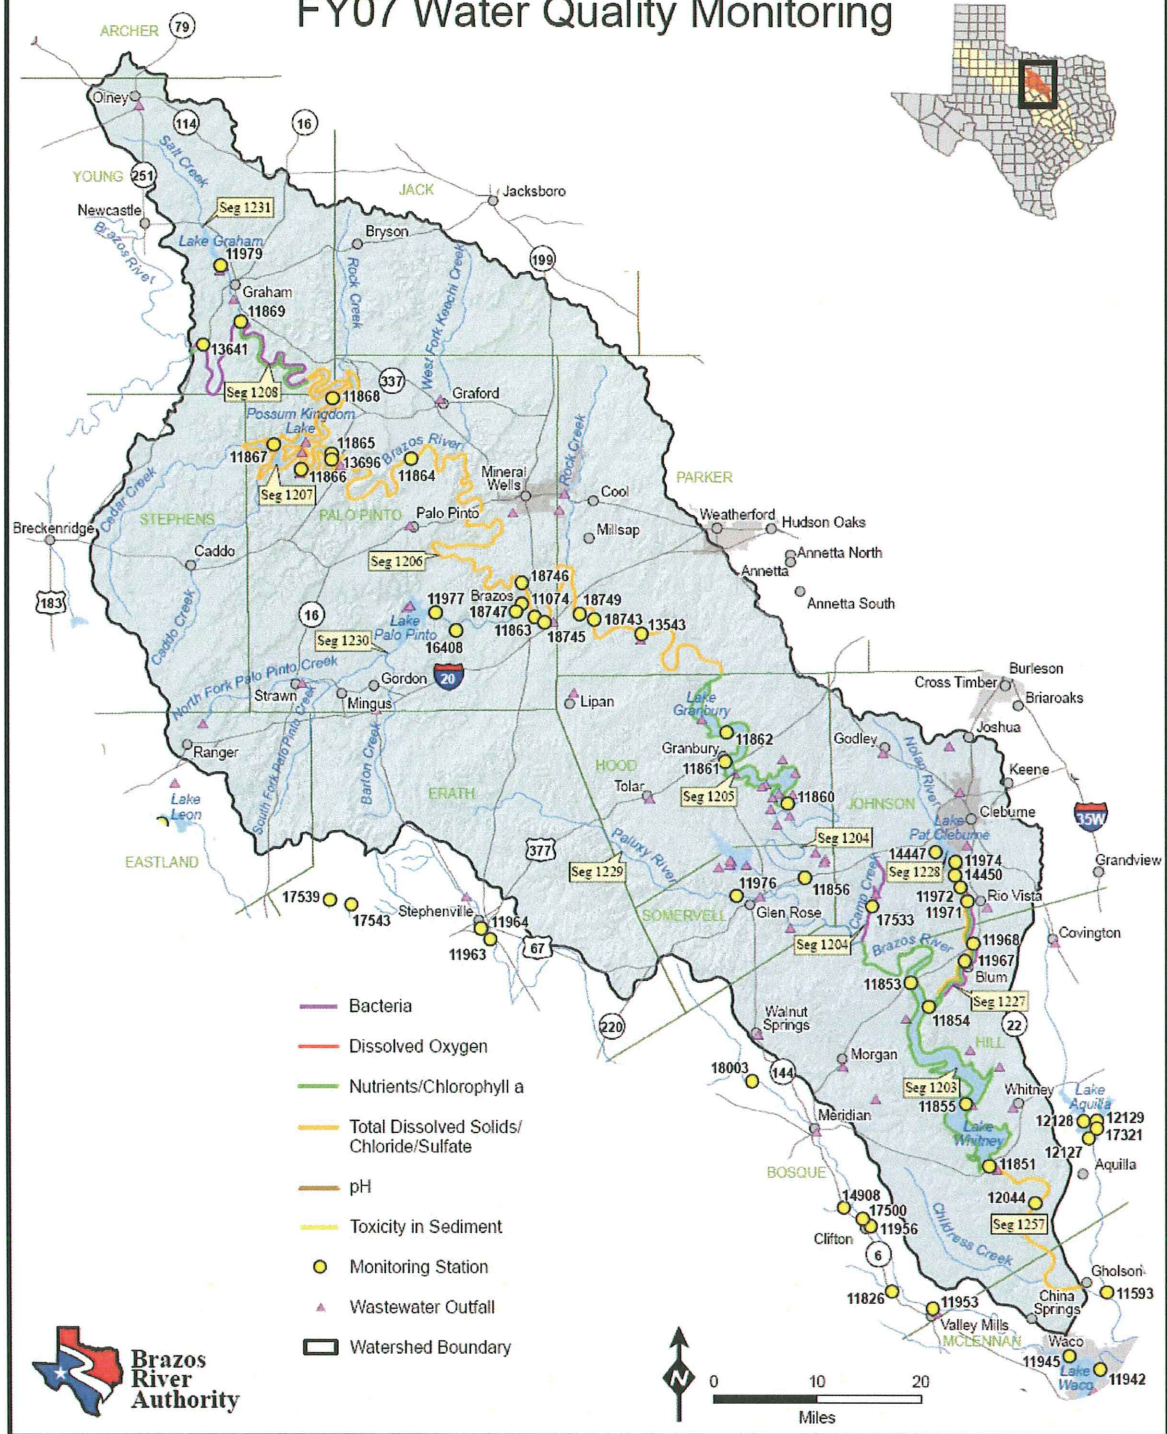 FY07 Water Quality Monitoring
ARCHER
79
Olney
114
16
Salt Creek
YOUNG
251
JACK
Jacksboro
Newcastle
Seg 1231
Brazos River
Lake Graham
Bryson
11979
199
Graham
Rock Creek
West Fork Keechi Creek
11869
13641
337
Seg 1208
11868
Graford
Possum Kingdom
Lake
11865
Brazos River
Rock Creek
11867
13696
11864
11866
Mineral
Wells
PARKER
Cedar Creek
Seg 1207
Cool
STEPHENS
PALO PINTO
Palo Pinto
Weatherford
Hudson Oaks
Breckenridge
Millsap
Caddo
Seg 1206
Annetta North
Annetta
18746
183
11977
Brazos
11074
18749
Annetta South
16
Lake
Palo Pinto
18747
18743
13543
Caddo Creek
11863
18745
Seg 1230
16408
North Fork Palo Pinto Creek
20
Burleson
Gordon
Cross Timber
Strawn
Mingus
Lipan
Lake
Granbury
Briaroaks
Joshua
Ranger
South Fork Palo Pinto Creek
Barton Creek
11862
Godley
Nolan River
Granbury
11861
HOOD
Keene
Tolar
Lake
Leon
ERATH
Seg 1205
11860
JOHNSON
Cleburne
35W
Lake
Pat Cleburne
Seg 1204
EASTLAND
377
Paluxy River
14447
11974
Grandview
Seg 1229
Seg 1228
14450
11976
11856
Camp Creek
11972
Rio Vista
17539
17543
Stephenville
11964
SOMERVELL
Glen Rose
17533
11971
11963
67
Seg 1204
Brazos River
11968
Covington
11967
Blum
11853
Seg 1227
11854
220
Walnut
Springs
22
HILL
Morgan
18003
144
Seg 1203
Whitney
Lake
Aquilla
11855
12128
12129
Meridian
Lake
Whitney
17321
12127
BOSQUE
11851
Aquilla
14908
12044
17500
11956
Childress Creek
Seg 1257
Clifton
6
Gholson
11826
11953
China
Springs
11593
Valley Mills
MCLENNAN
Waco
11945
Lake
Waco
11942
Bacteria
Dissolved Oxygen
Nutrients/Chlorophyll a
Total Dissolved Solids/
Chloride/Sulfate
pH
Toxicity in Sediment
Monitoring Station
Wastewater Outfall
Watershed Boundary
Brazos
River
Authority
N
0 10 20
Miles